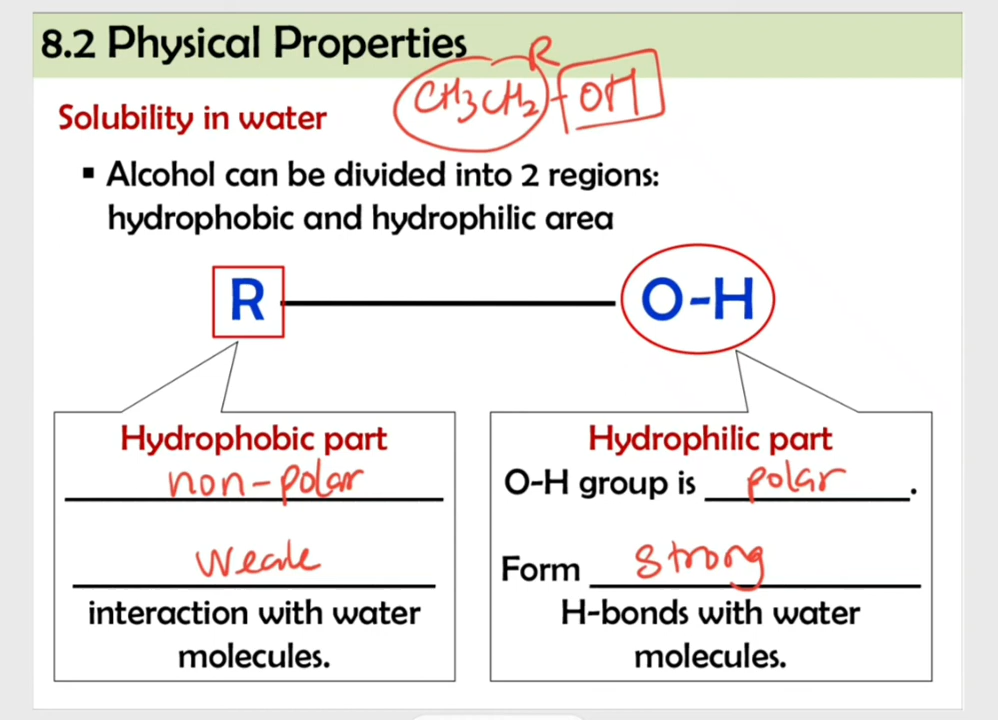 8.2 Physical Properties
R
CH3CH2-OH
Solubility in water
▪ Alcohol can be divided into 2 regions:
hydrophobic and hydrophilic area
R
O-H
Hydrophobic part
non-polar
weak
interaction with water
molecules.
Hydrophilic part
O-H group is polar.
Form strong
H-bonds with water
molecules.